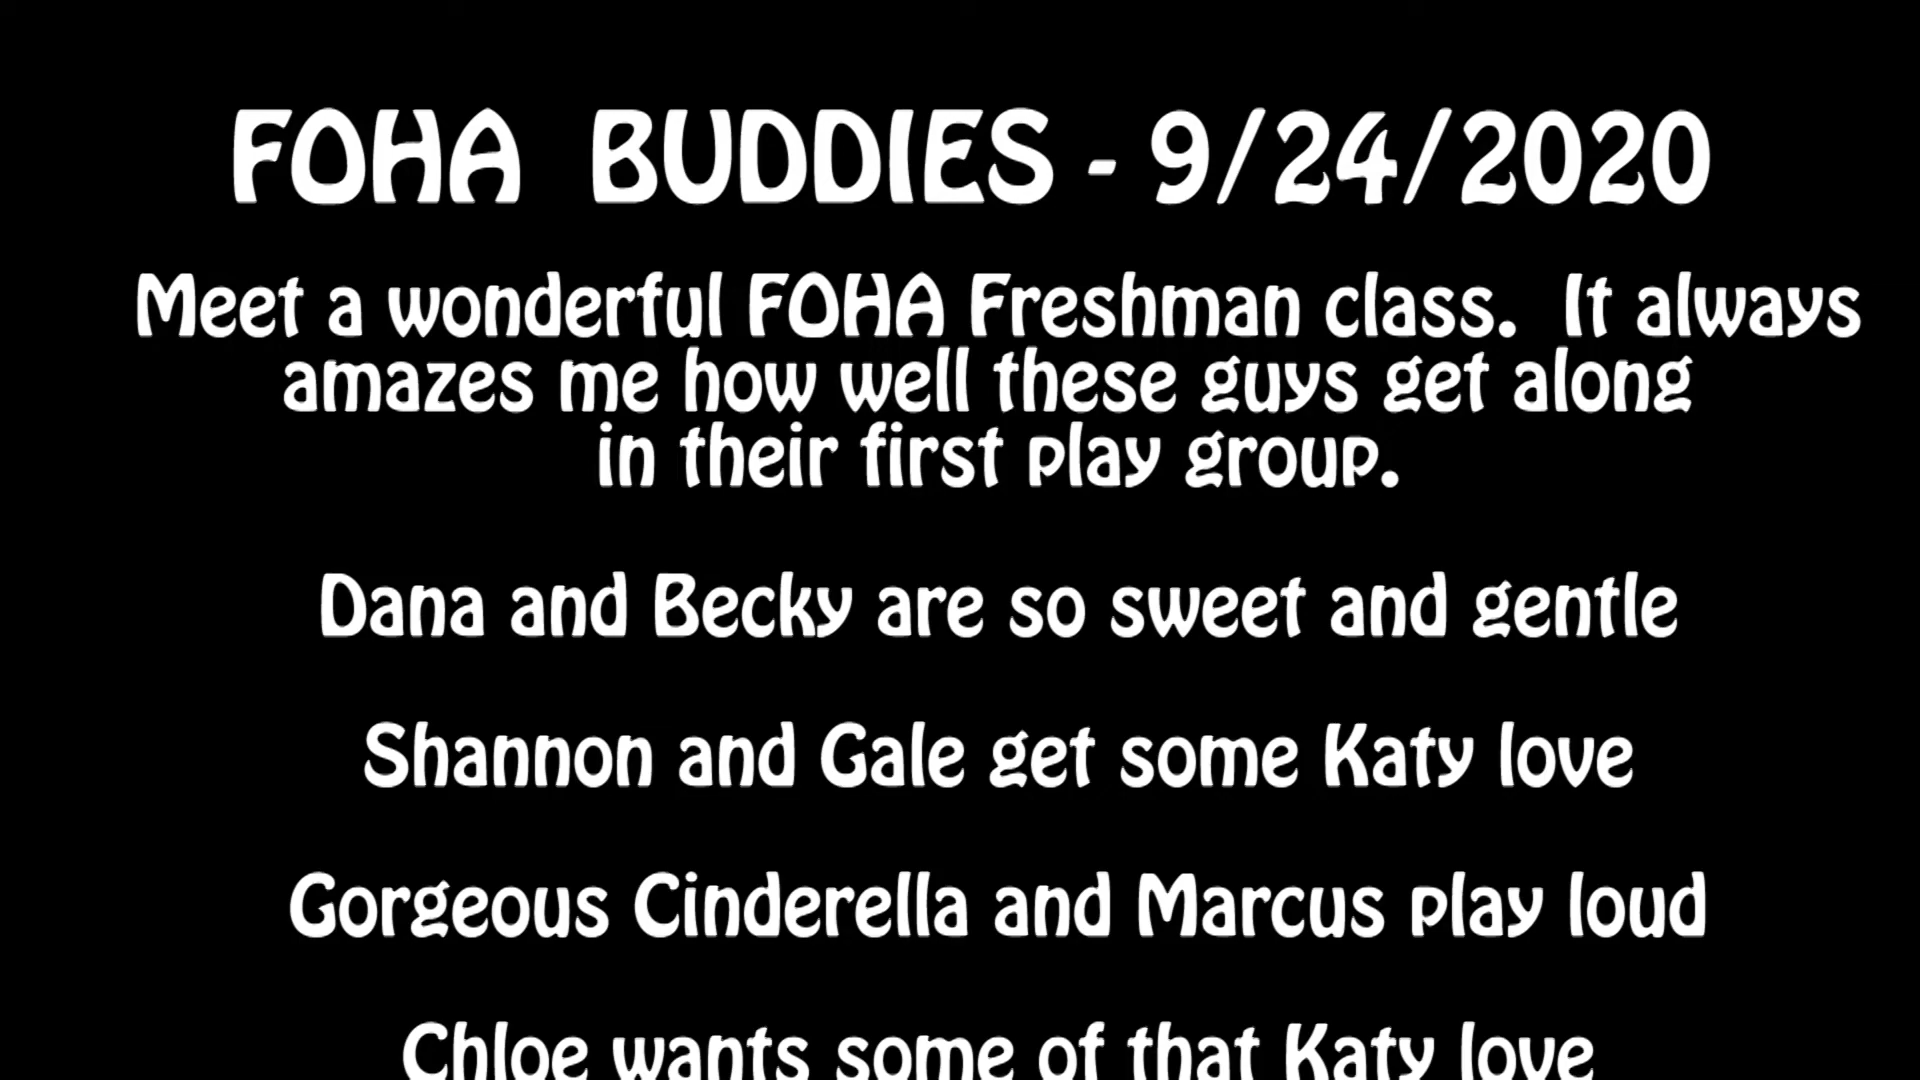 FOHA BUDDIES - 9/24/2020
Meet a wonderful FOHA Freshman class. It always
amazes me how well these guys get along
in their first play group.
Dana and Becky are so sweet and gentle
Shannon and Gale get some Katy love
Gorgeous Cinderella and Marcus play loud
Chloe wants some of that Katy love